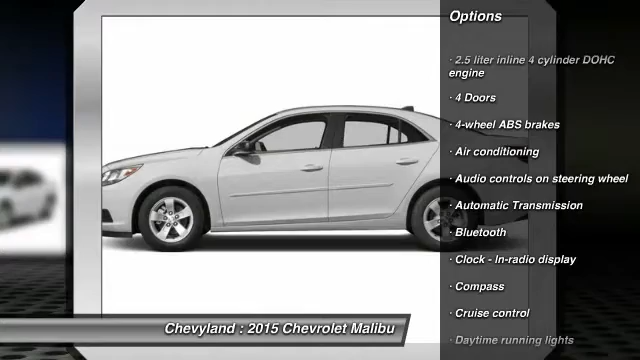 Options
· 2.5 liter inline 4 cylinder DOHC
engine
· 4 Doors
· 4-wheel ABS brakes
· Air conditioning
· Audio controls on steering wheel
· Automatic Transmission
· Bluetooth
· Clock - In-radio display
· Compass
· Cruise control
· Daytime running lights
Chevyland : 2015 Chevrolet Malibu